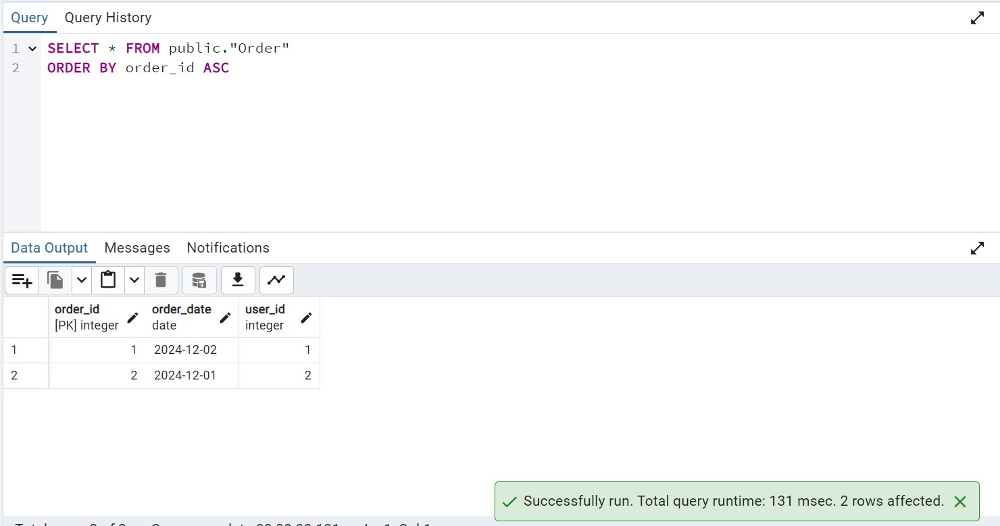 Query Query History
1 SELECT * FROM public."Order"
2 ORDER BY order_id ASC
Data Output Messages Notifications
order_id order_date user_id
[PK] integer date integer
1 1 2024-12-02 1
2 2 2024-12-01 2
Successfully run. Total query runtime: 131 msec. 2 rows affected.